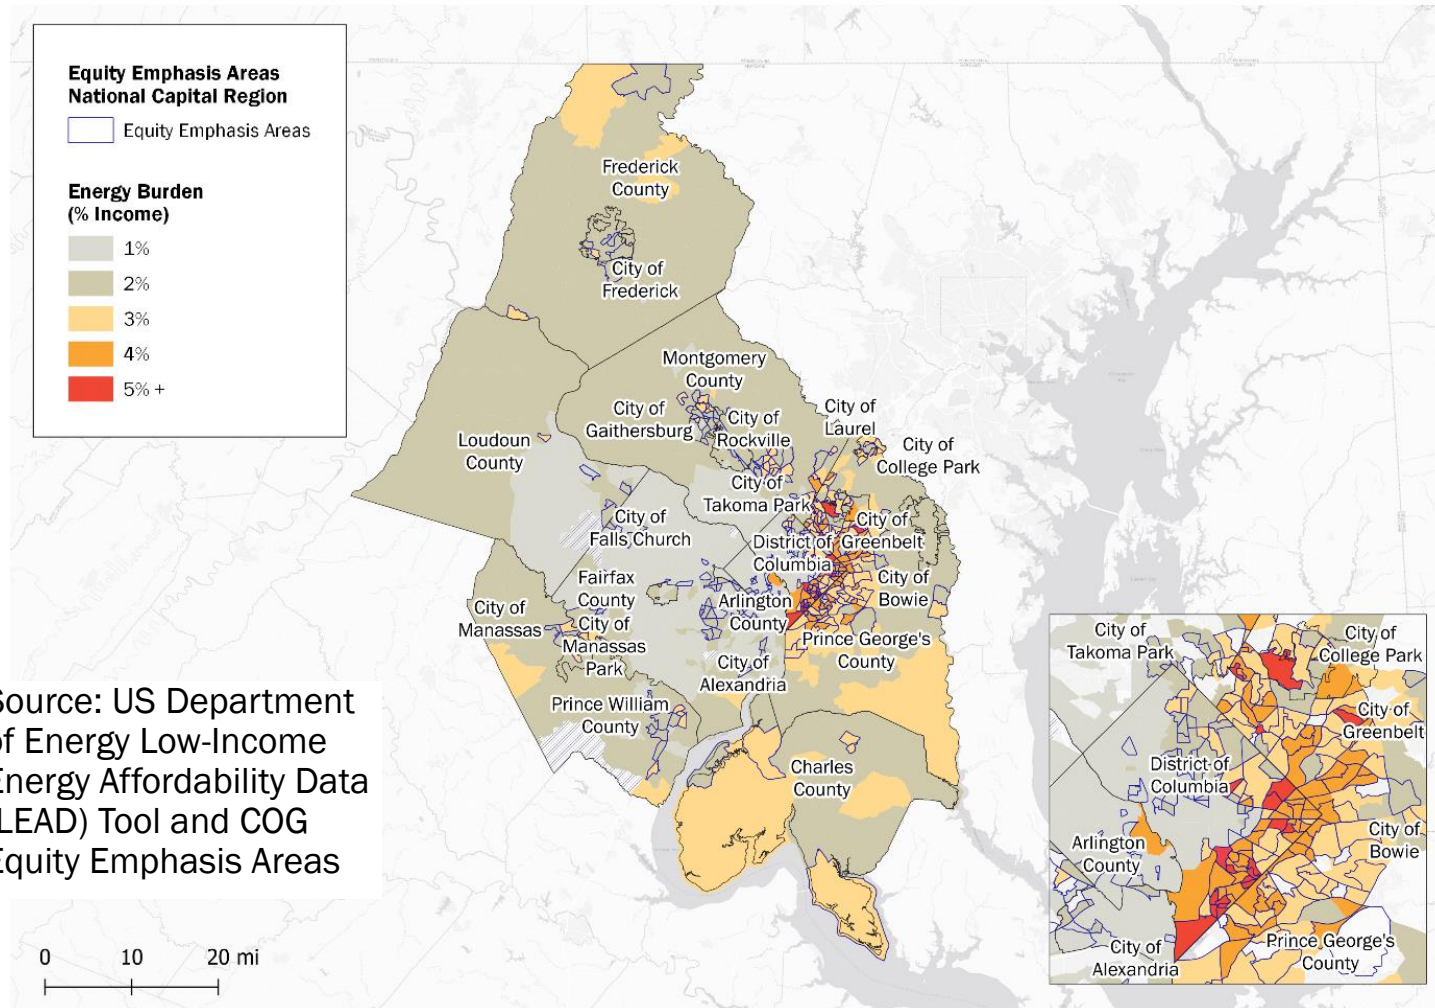 Equity Emphasis Areas
National Capital Region
Equity Emphasis Areas
Energy Burden
(% Income)
1%
2%
3%
4%
5% +
Frederick
County
City of
Frederick
Montgomery
County
City of
Gaithersburg
City of
Rockville
City of
Laurel
City of
College Park
Loudoun
County
City of
Takoma Park
City of
Falls Church
District of
Columbia
City of
Greenbelt
Fairfax
County
City of
Bowie
City of
Manassas
City of
Manassas
Park
Arlington
County
Prince George's
County
City of
Alexandria
Prince William
County
Charles
County
Source: US Department
of Energy Low-Income
Energy Affordability Data
(LEAD) Tool and COG
Equity Emphasis Areas
0 10 20 mi
City of
Takoma Park
City of
College Park
City of
Greenbelt
District of
Columbia
Arlington
County
City of
Bowie
City of
Alexandria
Prince George's
County